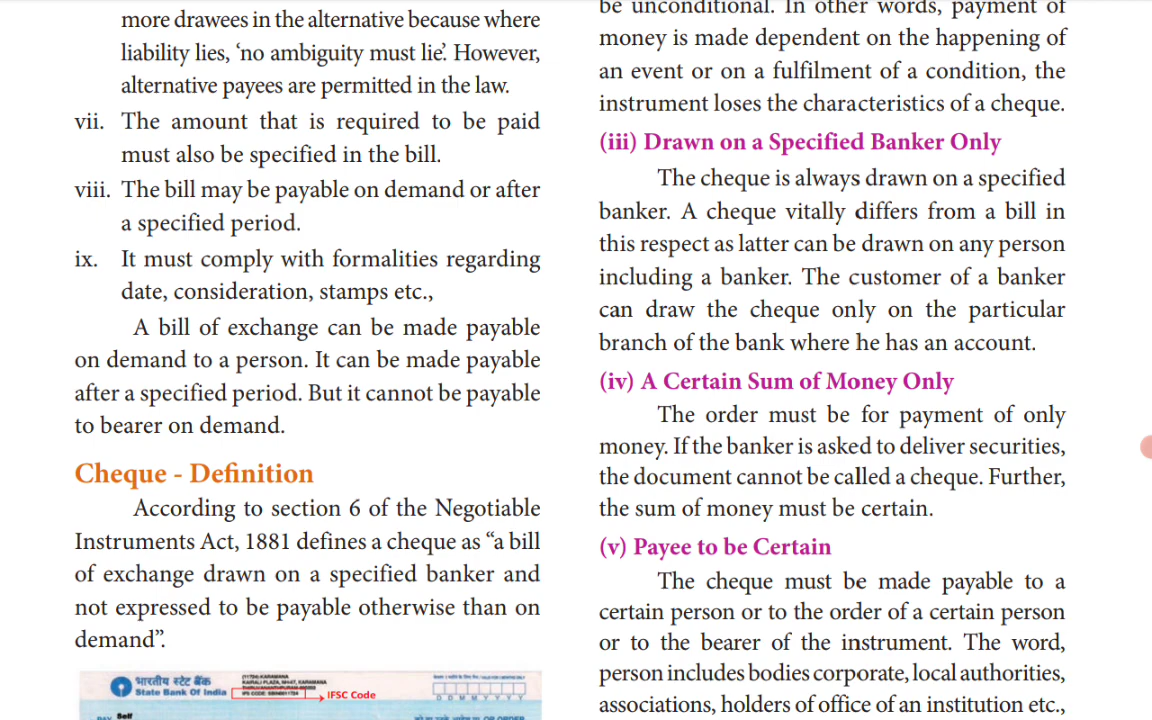 more drawees in the alternative because where
liability lies, ‘no ambiguity must lie’. However,
alternative payees are permitted in the law.
vii. The amount that is required to be paid
must also be specified in the bill.
viii. The bill may be payable on demand or after
a specified period.
ix. It must comply with formalities regarding
date, consideration, stamps etc.,
A bill of exchange can be made payable
on demand to a person. It can be made payable
after a specified period. But it cannot be payable
to bearer on demand.
Cheque - Definition
According to section 6 of the Negotiable
Instruments Act, 1881 defines a cheque as “a bill
of exchange drawn on a specified banker and
not expressed to be payable otherwise than on
demand”.
भारतीय स्टेट बैंक
State Bank Of India
IFSC Code
D D M M Y Y Y Y
PAY Self
OR ORDER
be unconditional. In other words, payment of
money is made dependent on the happening of
an event or on a fulfilment of a condition, the
instrument loses the characteristics of a cheque.
(iii) Drawn on a Specified Banker Only
The cheque is always drawn on a specified
banker. A cheque vitally differs from a bill in
this respect as latter can be drawn on any person
including a banker. The customer of a banker
can draw the cheque only on the particular
branch of the bank where he has an account.
(iv) A Certain Sum of Money Only
The order must be for payment of only
money. If the banker is asked to deliver securities,
the document cannot be called a cheque. Further,
the sum of money must be certain.
(v) Payee to be Certain
The cheque must be made payable to a
certain person or to the order of a certain person
or to the bearer of the instrument. The word,
person includes bodies corporate, local authorities,
associations, holders of office of an institution etc.,